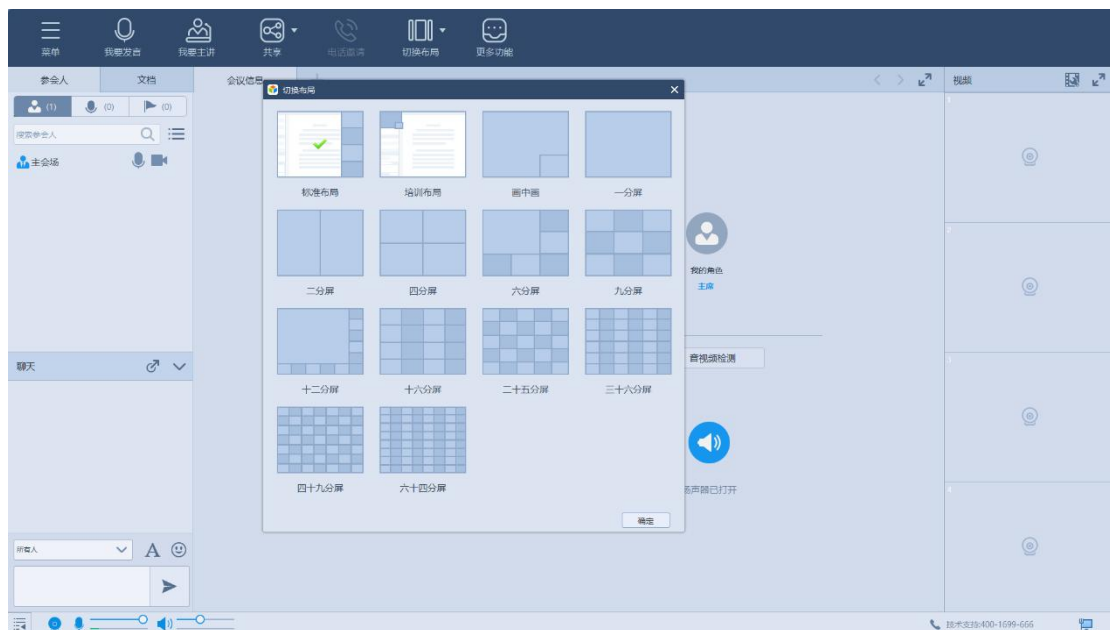 菜单
我要发言
我要主讲
共享
电话邀请
切换布局
更多功能
参会人
文档
会议信息
视频
(1)
(0)
(0)
搜索参会人
主会场
切换布局
标准布局
培训布局
画中画
一分屏
二分屏
四分屏
六分屏
九分屏
十二分屏
十六分屏
二十五分屏
三十六分屏
四十九分屏
六十四分屏
确定
我的角色
主席
音视频检测
扬声器已打开
1
2
3
4
聊天
所有人
A
技术支持:400-1699-666